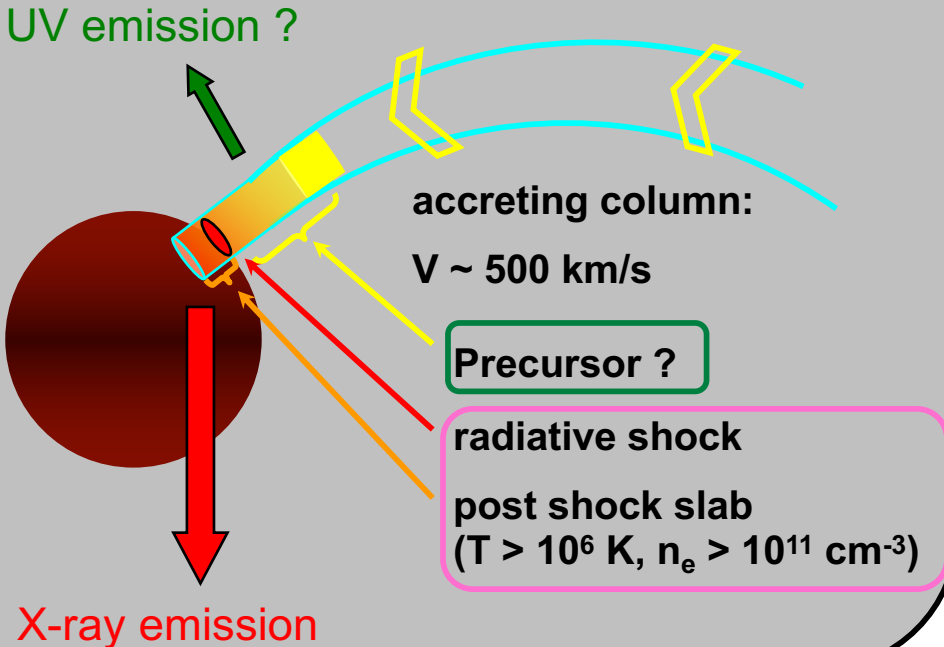 UV emission ?
accreting column:
V ~ 500 km/s
Precursor ?
radiative shock
post shock slab
(T > 10⁶ K, nₑ > 10¹¹ cm⁻³)
X-ray emission